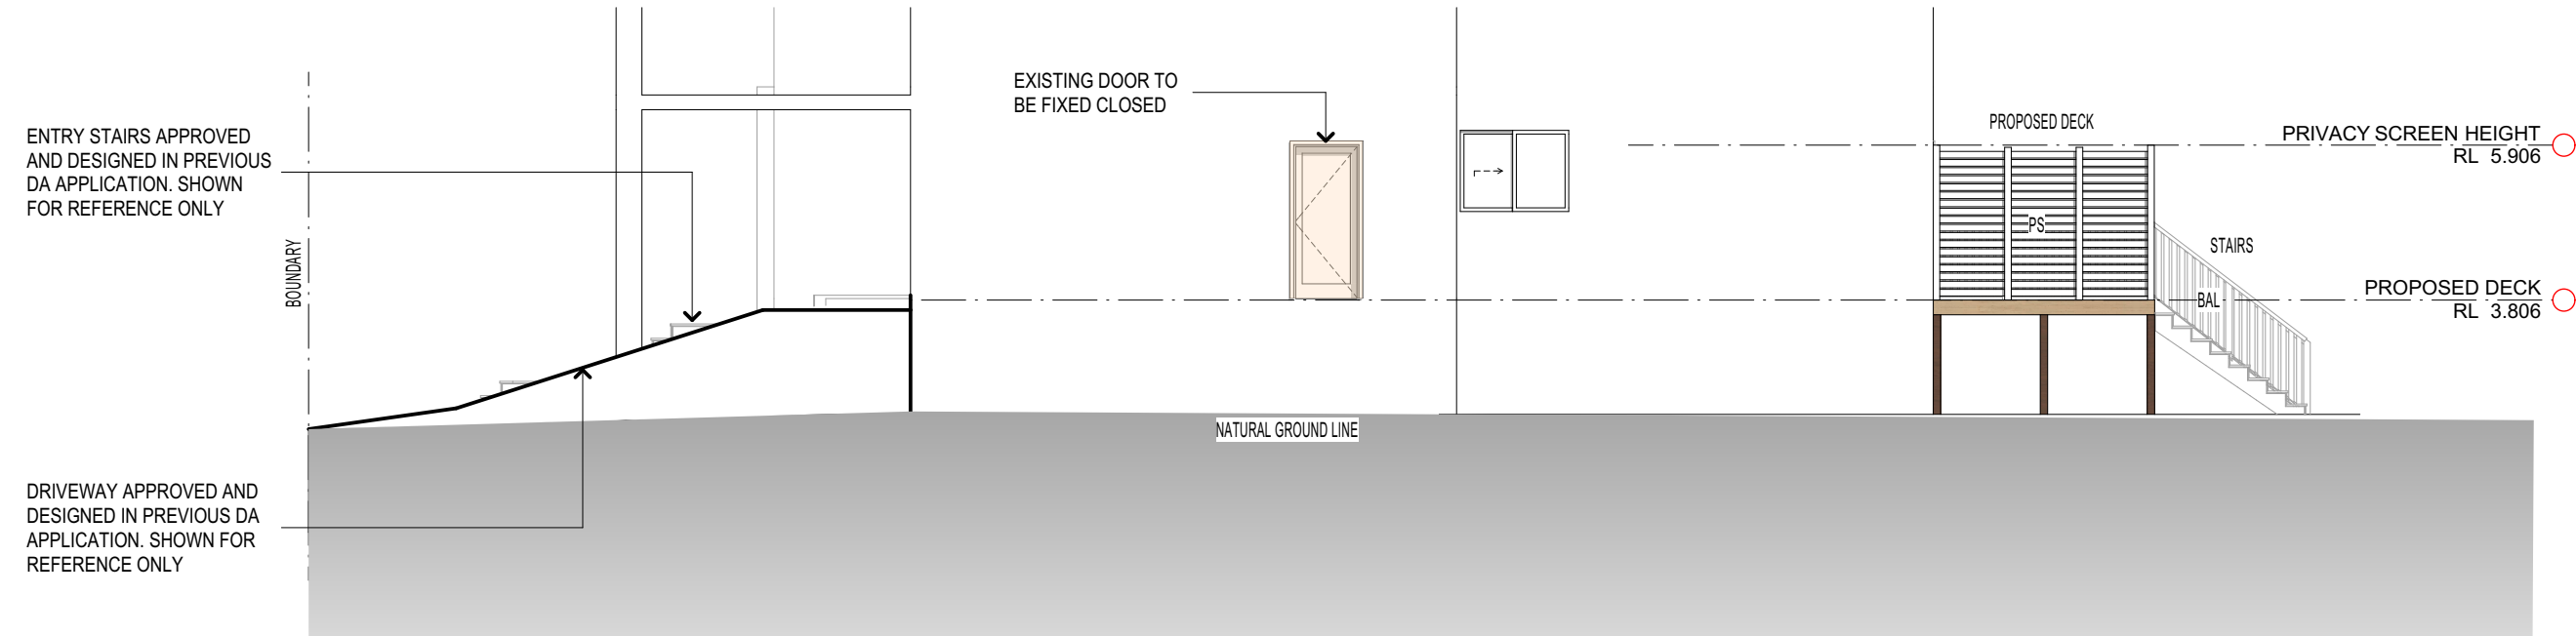 ENTRY STAIRS APPROVED
AND DESIGNED IN PREVIOUS
DA APPLICATION. SHOWN
FOR REFERENCE ONLY
BOUNDARY
DRIVEWAY APPROVED AND
DESIGNED IN PREVIOUS DA
APPLICATION. SHOWN FOR
REFERENCE ONLY
EXISTING DOOR TO
BE FIXED CLOSED
NATURAL GROUND LINE
PROPOSED DECK
PS
STAIRS
BAL
PRIVACY SCREEN HEIGHT
RL 5.906
PROPOSED DECK
RL 3.806